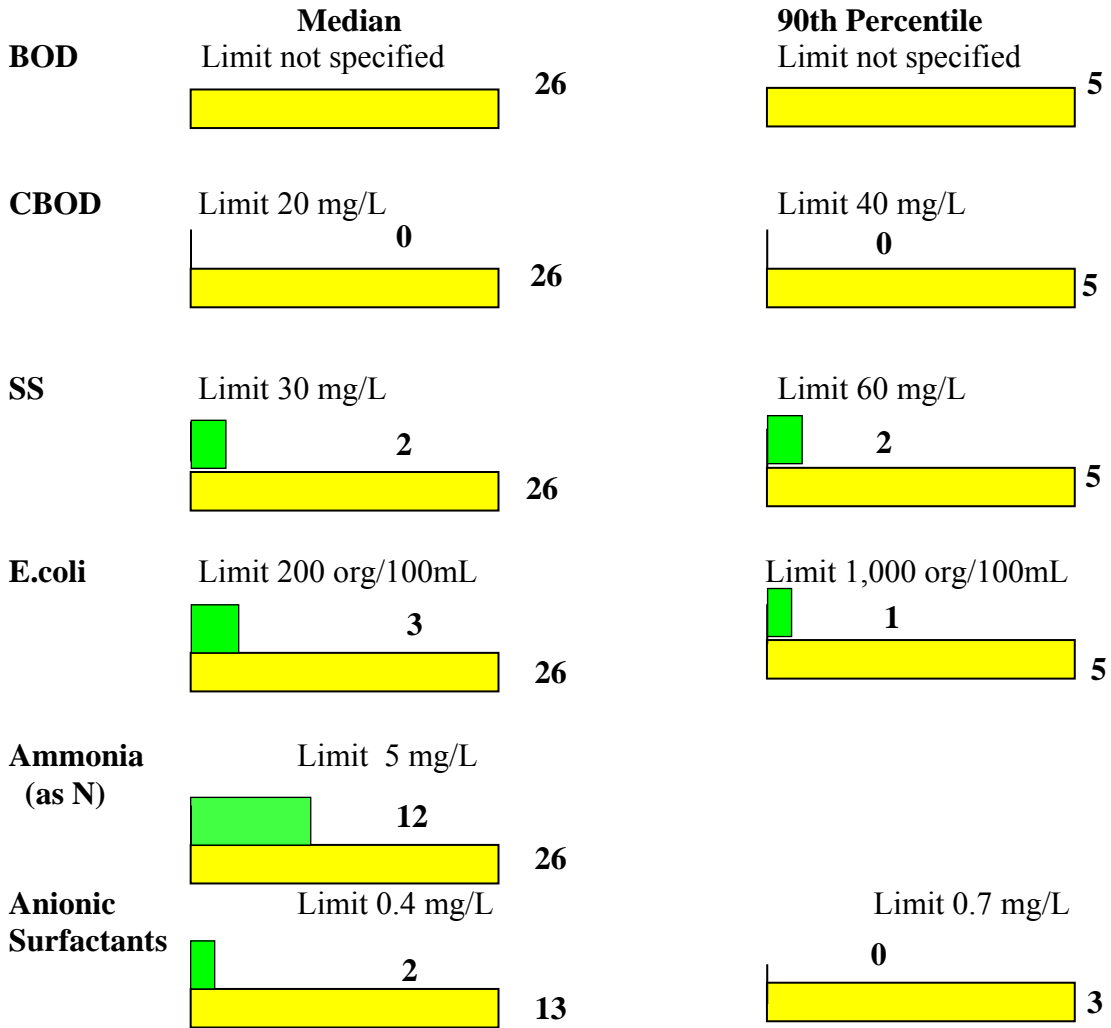 Median 90th Percentile
BOD Limit not specified Limit not specified
26 5
CBOD Limit 20 mg/L Limit 40 mg/L
0 0
26 5
SS Limit 30 mg/L Limit 60 mg/L
2 2
26 5
E.coli Limit 200 org/100mL Limit 1,000 org/100mL
3 1
26 5
Ammonia Limit 5 mg/L
(as N)
12
26
Anionic Limit 0.4 mg/L Limit 0.7 mg/L
Surfactants
2 0
13 3